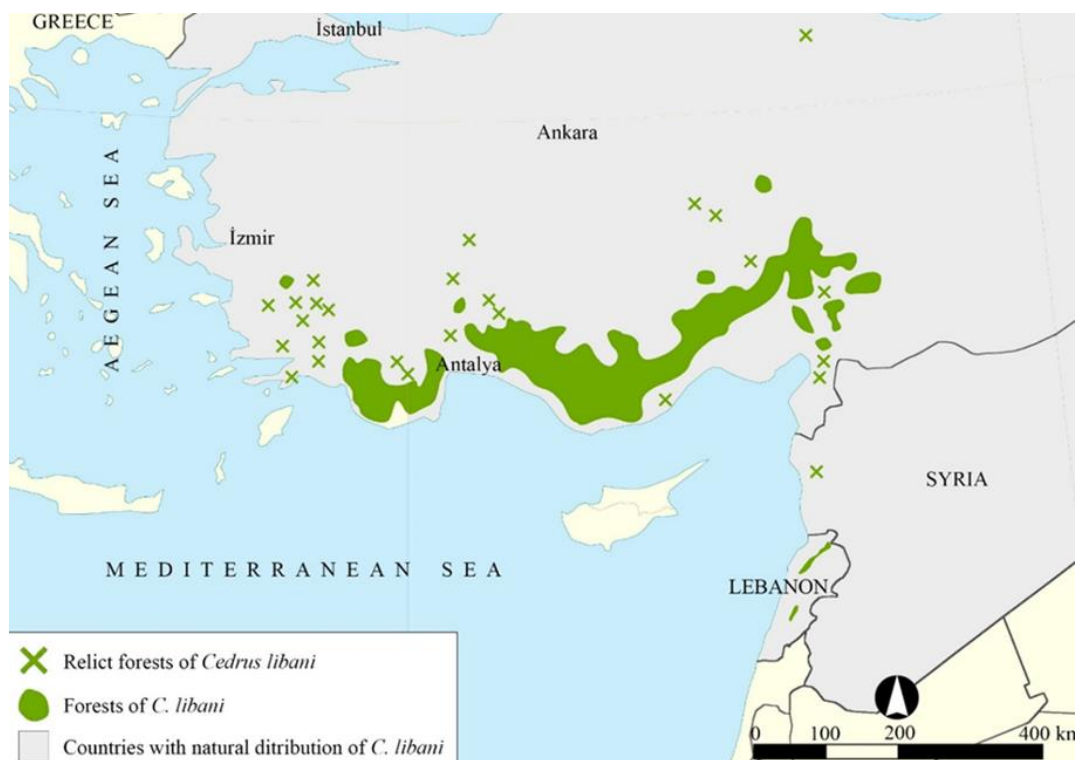 GREECE
İstanbul
Ankara
AEGEAN SEA
İzmir
Antalya
SYRIA
MEDITERRANEAN SEA
LEBANON
Relict forests of Cedrus libani
Forests of C. libani
Countries with natural ditribution of C. libani
0 100 200 400 km